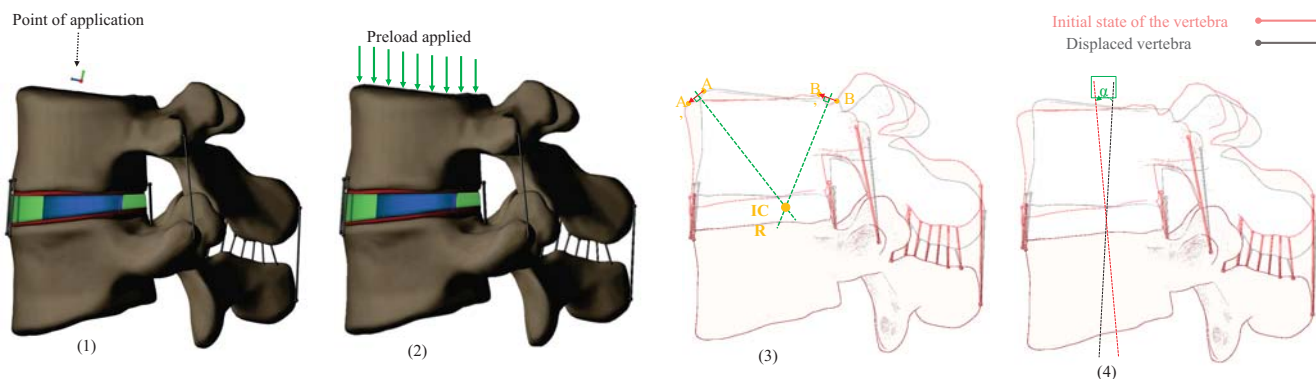 Point of application
(1)
Preload applied
(2)
A A
'
B B
'
IC
R
(3)
Initial state of the vertebra
Displaced vertebra
α
(4)